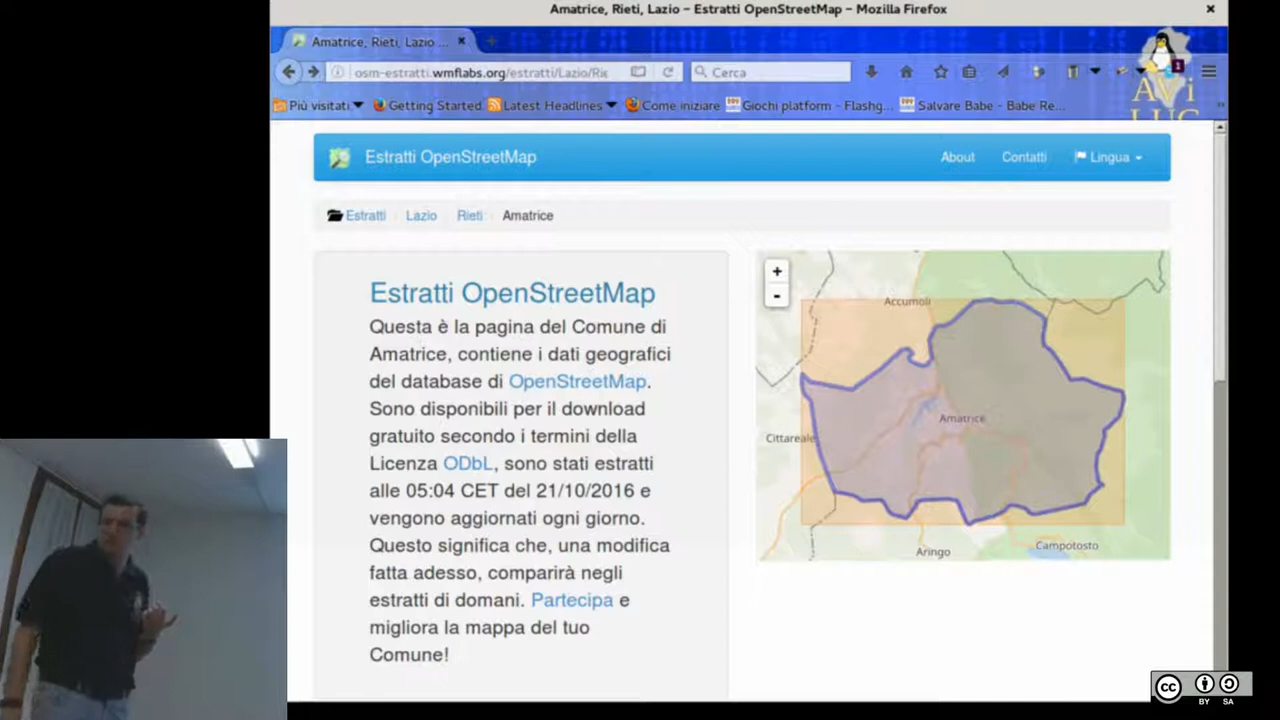 Amatrice, Rieti, Lazio – Estratti OpenStreetMap – Mozilla Firefox
Amatrice, Rieti, Lazio ...
osm-estratti.wmflabs.org/estratti/Lazio/Rie
Cerca
1
AVi
LUG
Più visitati
Getting Started
Latest Headlines
Come iniziare
Giochi platform - Flashg...
Salvare Babe - Babe Re...
Estratti OpenStreetMap
About
Contatti
Lingua
Estratti
Lazio
Rieti
Amatrice
Estratti OpenStreetMap
Questa è la pagina del Comune di
Amatrice, contiene i dati geografici
del database di OpenStreetMap.
Sono disponibili per il download
gratuito secondo i termini della
Licenza ODbL, sono stati estratti
alle 05:04 CET del 21/10/2016 e
vengono aggiornati ogni giorno.
Questo significa che, una modifica
fatta adesso, comparirà negli
estratti di domani. Partecipa e
migliora la mappa del tuo
Comune!
+
-
Accumoli
Amatrice
Cittareale
Aringo
Campotosto
cc
BY SA